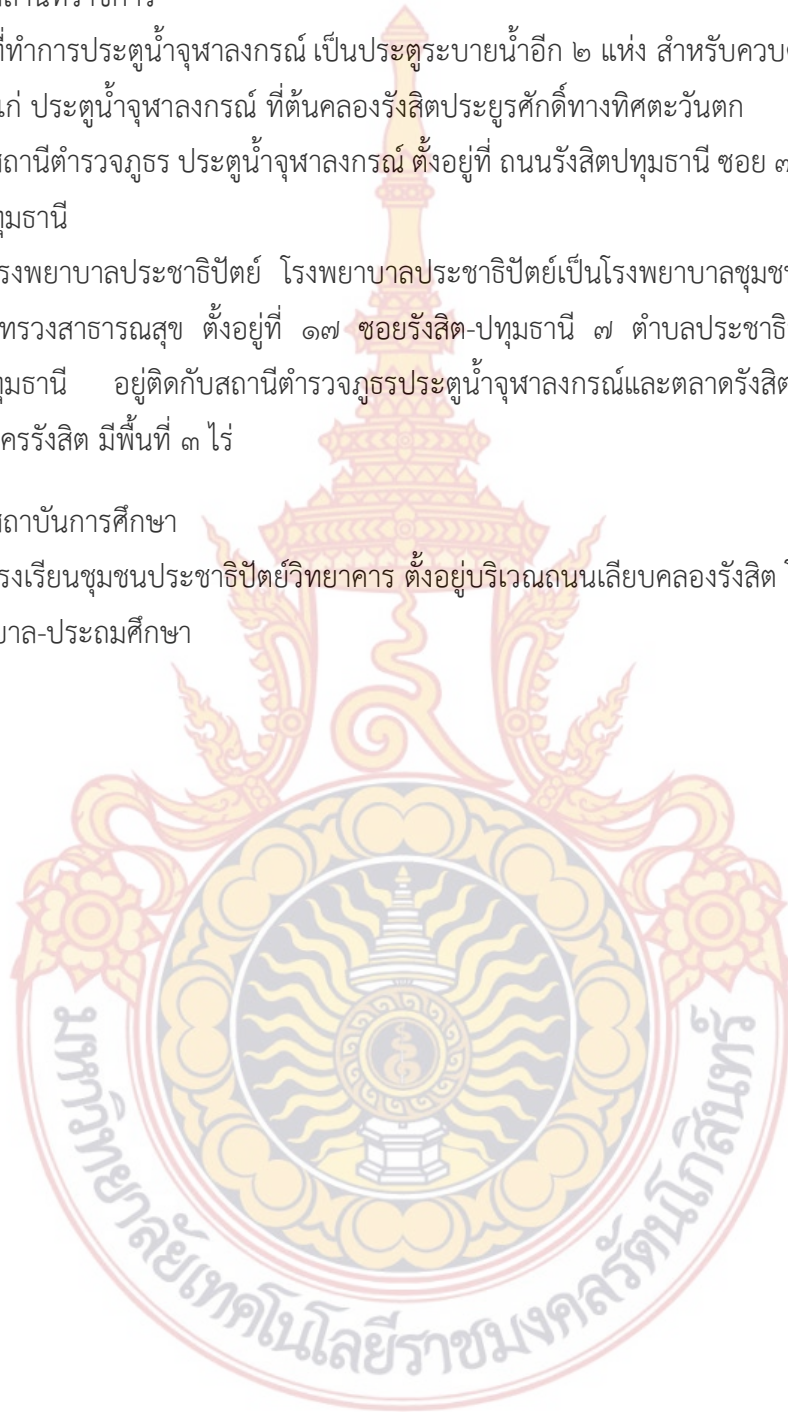 ที่ทำการประตูน้ำจุฬาลงกรณ์ เป็นประตูระบายน้ำอีก ๒ แห่ง สำหรับควบ
ก่ ประตูน้ำจุฬาลงกรณ์ ที่ต้นคลองรังสิตประยูรศักดิ์ทางทิศตะวันตก
สถานีตำรวจภูธร ประตูน้ำจุฬาลงกรณ์ ตั้งอยู่ที่ ถนนรังสิตปทุมธานี ซอย ๗
ทุมธานี
รงพยาบาลประชาธิปัตย์ โรงพยาบาลประชาธิปัตย์เป็นโรงพยาบาลชุมช
ทรวงสาธารณสุข ตั้งอยู่ที่ ๑๗ ซอยรังสิต-ปทุมธานี ๗ ตำบลประชาธิ
ทุมธานี อยู่ติดกับสถานีตำรวจภูธรประตูน้ำจุฬาลงกรณ์และตลาดรังสิต
ครรังสิต มีพื้นที่ ๓ ไร่
สถาบันการศึกษา
รงเรียนชุมชนประชาธิปัตย์วิทยาคาร ตั้งอยู่บริเวณถนนเลียบคลองรังสิต
บาล-ประถมศึกษา
มหาวิทยาลัยเทคโนโลยีราชมงคลรัตนโกสินทร์